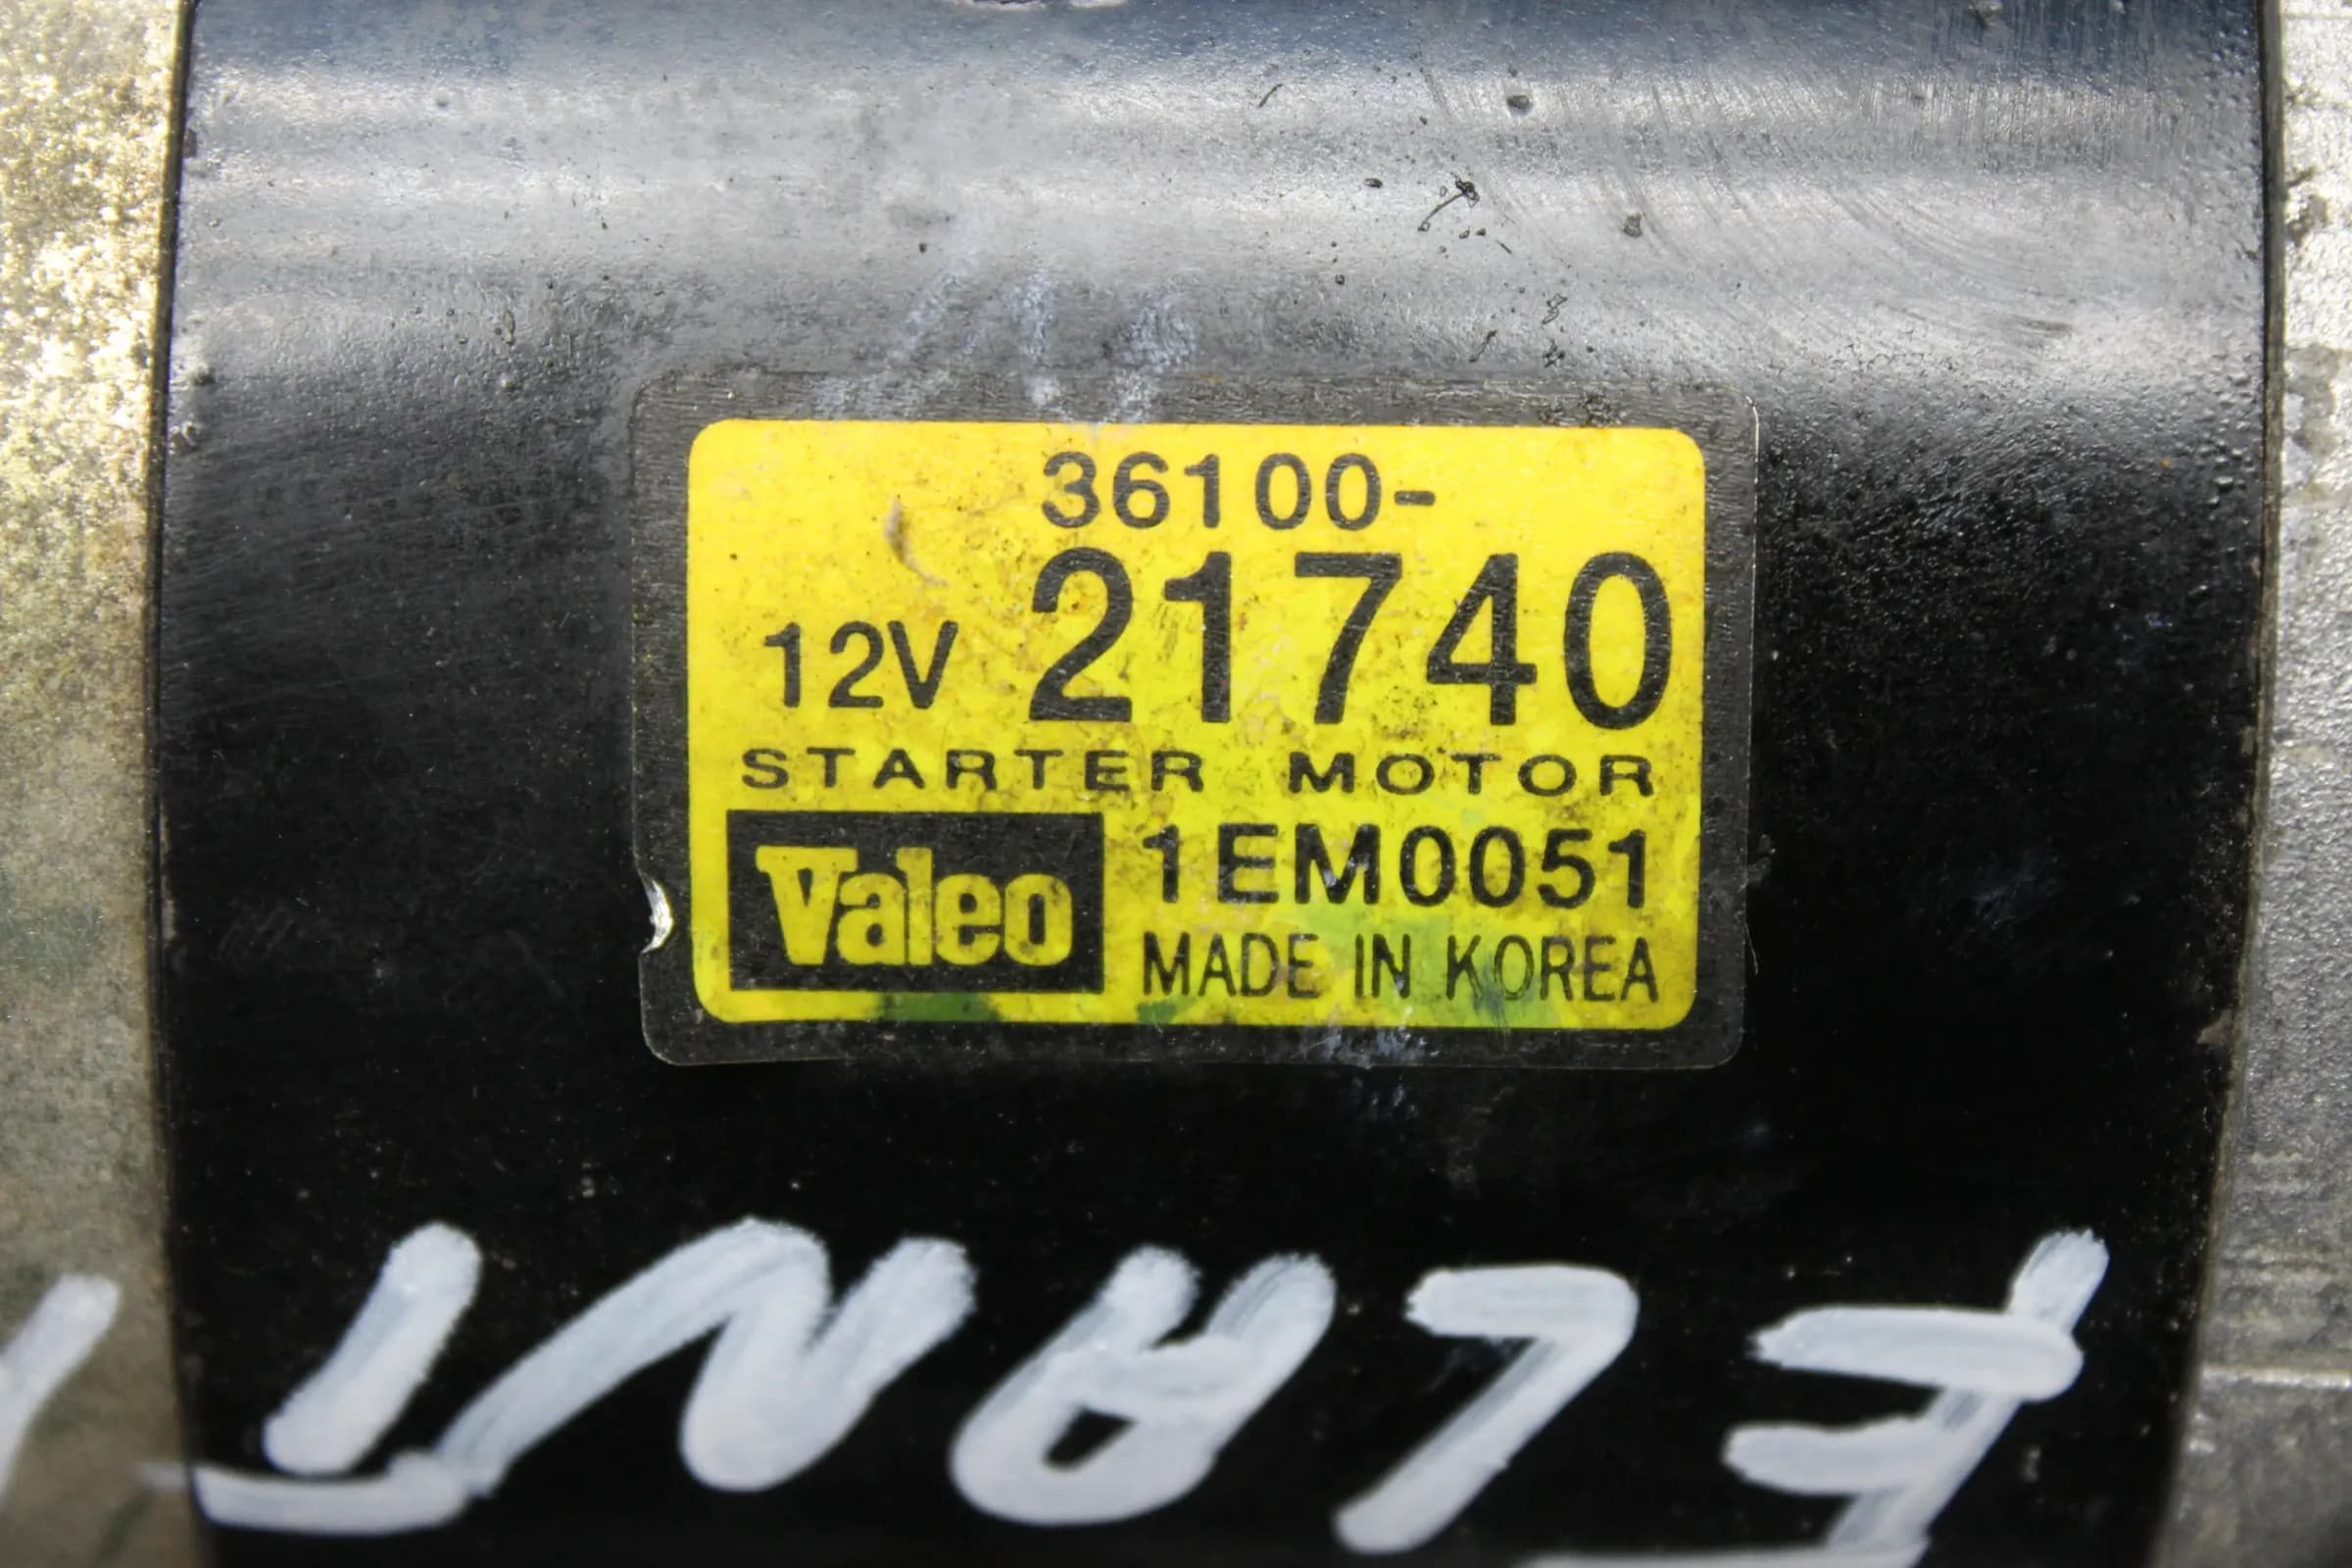 36100-
12V 21740
STARTER MOTOR
Valeo 1EM0051
MADE IN KOREA
ELANT